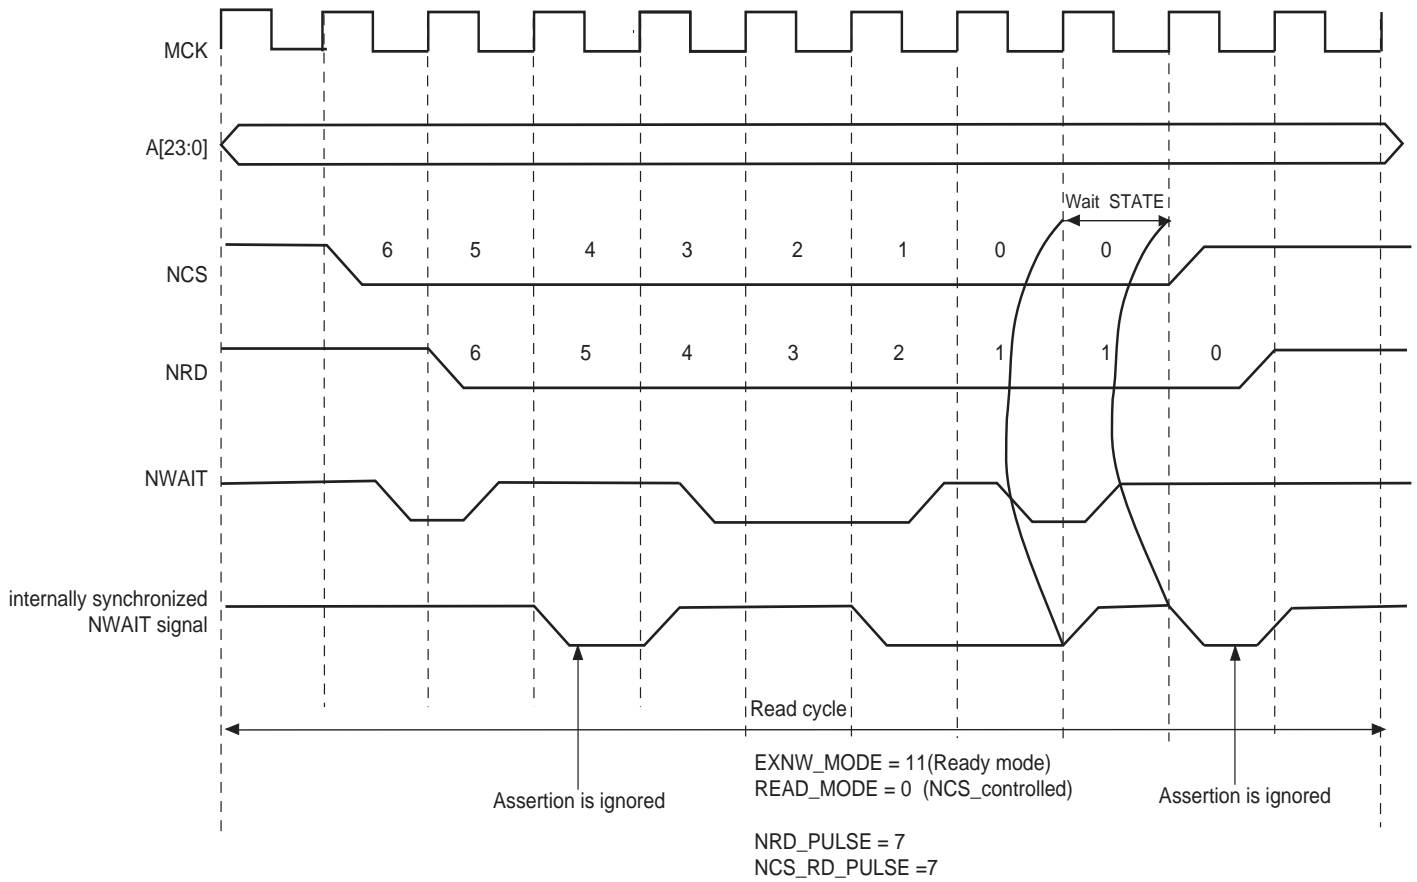 MCK
A[23:0]
Wait STATE
6 5 4 3 2 1 0 0
NCS
6 5 4 3 2 1 1 0
NRD
NWAIT
internally synchronized
NWAIT signal
Read cycle
EXNW_MODE = 11(Ready mode)
READ_MODE = 0 (NCS_controlled)
Assertion is ignored
Assertion is ignored
NRD_PULSE = 7
NCS_RD_PULSE =7